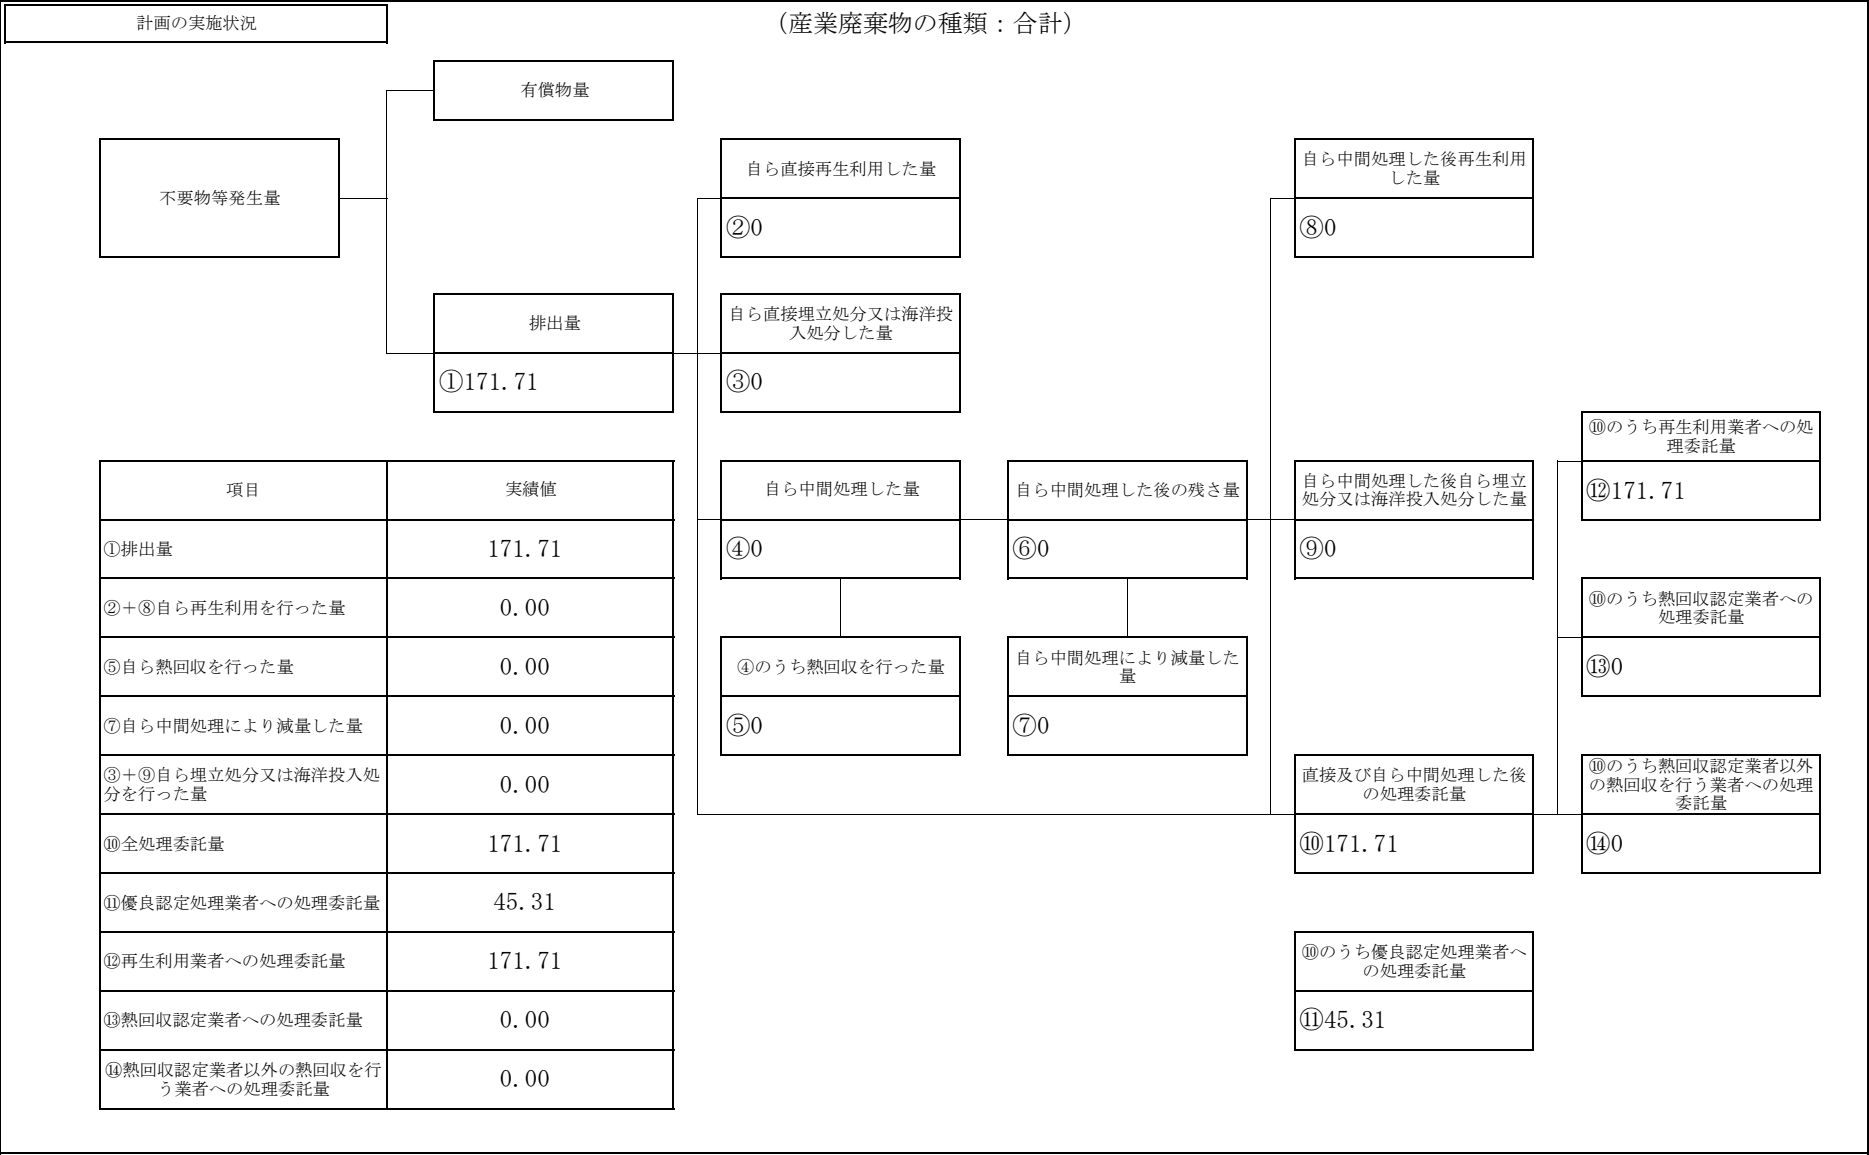 計画の実施状況
（産業廃棄物の種類：合計）
有償物量
不要物等発生量
自ら直接再生利用した量
②0
自ら中間処理した後再生利用
した量
⑧0
排出量
①171.71
自ら直接埋立処分又は海洋投
入処分した量
③0
⑩のうち再生利用業者への処
理委託量
⑫171.71
自ら中間処理した量
④0
自ら中間処理した後の残さ量
⑥0
自ら中間処理した後自ら埋立
処分又は海洋投入処分した量
⑨0
⑩のうち熱回収認定業者への
処理委託量
⑬0
④のうち熱回収を行った量
⑤0
自ら中間処理により減量した
量
⑦0
直接及び自ら中間処理した後
の処理委託量
⑩171.71
⑩のうち熱回収認定業者以外
の熱回収を行う業者への処理
委託量
⑭0
⑩のうち優良認定処理業者へ
の処理委託量
⑪45.31
項目 実績値
①排出量 171.71
②＋⑧自ら再生利用を行った量 0.00
⑤自ら熱回収を行った量 0.00
⑦自ら中間処理により減量した量 0.00
③＋⑨自ら埋立処分又は海洋投入処
分を行った量 0.00
⑩全処理委託量 171.71
⑪優良認定処理業者への処理委託量 45.31
⑫再生利用業者への処理委託量 171.71
⑬熱回収認定業者への処理委託量 0.00
⑭熱回収認定業者以外の熱回収を行
う業者への処理委託量 0.00